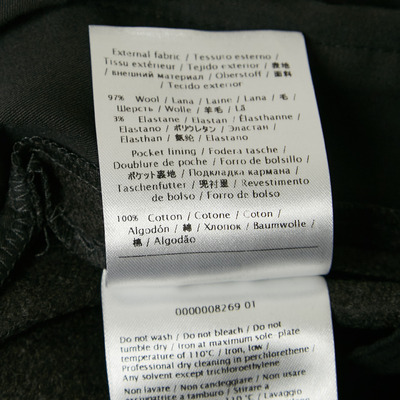 External fabric / Tessuto esterno /
Tissu extérieur / Tejido exterior / 表地
/ внешний материал / Oberstoff / 面料
/ Tecido exterior
97% Wool / Lana / Laine / Lana / 毛 /
Шерсть / Wolle / 羊毛 / Lã
3% Elastane / Elastan / Élasthanne /
Elastano / ポリウレタン / Эластан /
Elasthan / 氨纶 / Elastano
Pocket lining / Fodera tasche /
Doublure de poche / Forro de bolsillo /
ポケット裏地 / Подкладка кармана /
Taschenfutter / 兜衬里 / Revestimento
de bolso / Forro de bolso
100% Cotton / Cotone / Coton /
Algodón / 綿 / Хлопок / Baumwolle /
棉 / Algodão
0000008269 01
Do not wash / Do not bleach / Do not
tumble dry / Iron at maximum sole plate
temperature of 110°C / Iron, low /
Professional dry cleaning in perchlorethene /
Any solvent except trichloroethylene
Non lavare / Non candeggiare / Non usare
/ Stirare a
110°C / Lavaggio